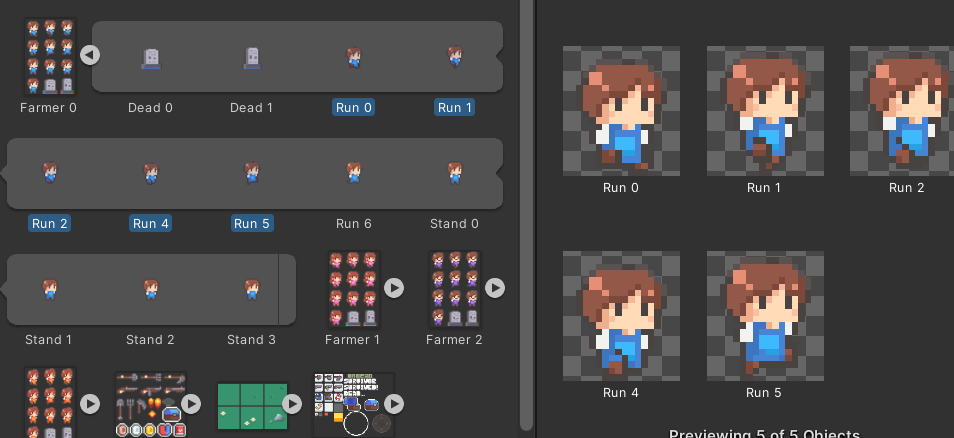 Farmer 0
Dead 0
Dead 1
Run 0
Run 1
Run 2
Run 4
Run 5
Run 6
Stand 0
Stand 1
Stand 2
Stand 3
Farmer 1
Farmer 2
Run 0
Run 1
Run 2
Run 4
Run 5
Previewing 5 of 5 Objects